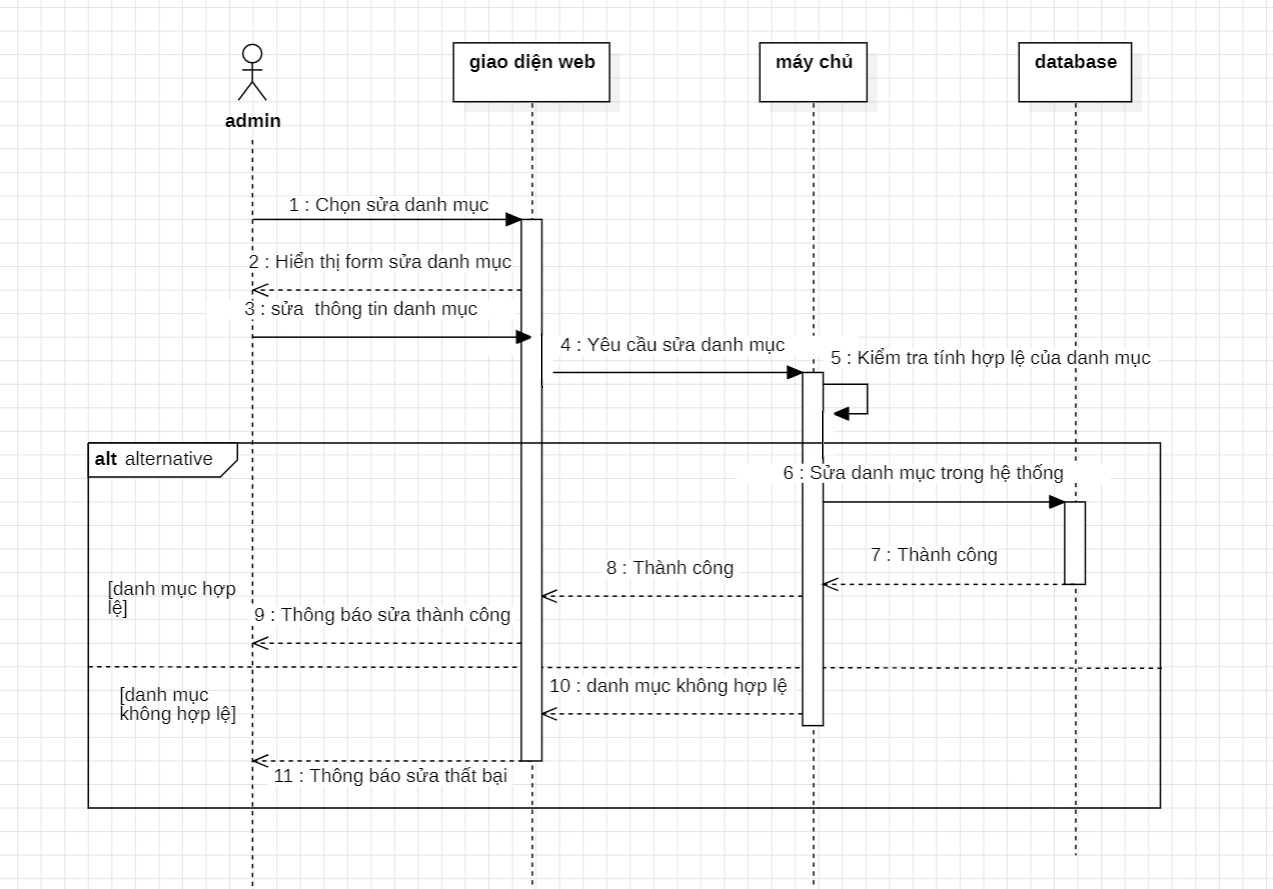 giao diện web
máy chủ
database
admin
1 : Chọn sửa danh mục
2 : Hiển thị form sửa danh mục
3 : sửa  thông tin danh mục
4 : Yêu cầu sửa danh mục
5 : Kiểm tra tính hợp lệ của danh mục
alt alternative
6 : Sửa danh mục trong hệ thống
7 : Thành công
8 : Thành công
[danh mục hợp
lệ]
9 : Thông báo sửa thành công
10 : danh mục không hợp lệ
[danh mục
không hợp lệ]
11 : Thông báo sửa thất bại